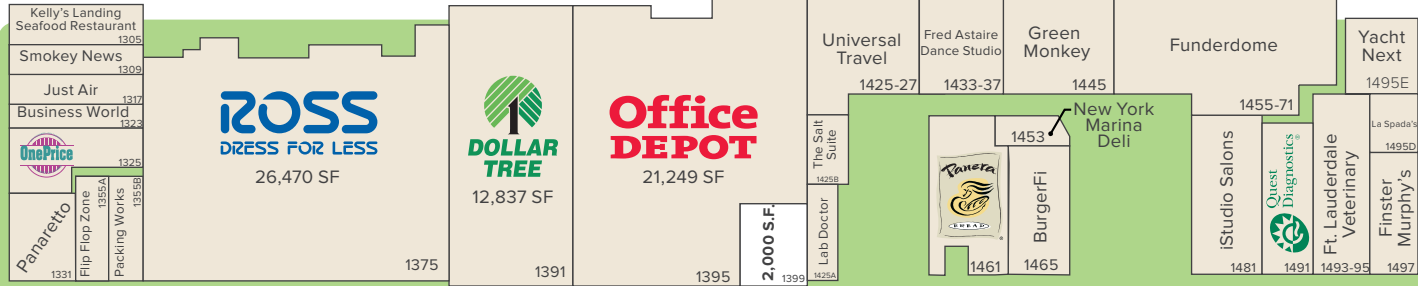 Kelly's Landing
Seafood Restaurant
1305
Smokey News
1309
Just Air
1317
Business World
1323
OnePrice
1325
Panaretto
1331
Flip Flop Zone
1355A
Packing Works
1355B
ROSS
DRESS FOR LESS
26,470 SF
1375
1
DOLLAR
TREE
12,837 SF
1391
Office
DEPOT
21,249 SF
1395
2,000 S.F.
1399
Universal
Travel
1425-27
The Salt
Suite
1425B
Lab Doctor
1425A
Fred Astaire
Dance Studio
1433-37
Green
Monkey
1445
New York
Marina
Deli
1453
Panera
BREAD
1461
BurgerFi
1465
Funderdome
1455-71
iStudio Salons
1481
Quest
Diagnostics
1491
Ft. Lauderdale
Veterinary
1493-95
Yacht
Next
1495E
La Spada's
1495D
Finster
Murphy's
1497